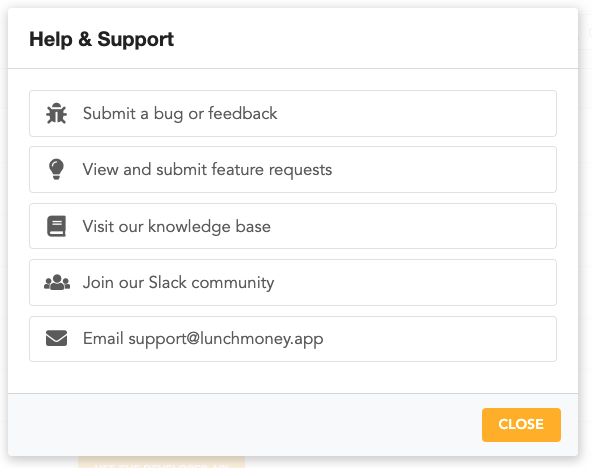 Help & Support
Submit a bug or feedback
View and submit feature requests
Visit our knowledge base
Join our Slack community
Email support@lunchmoney.app
CLOSE